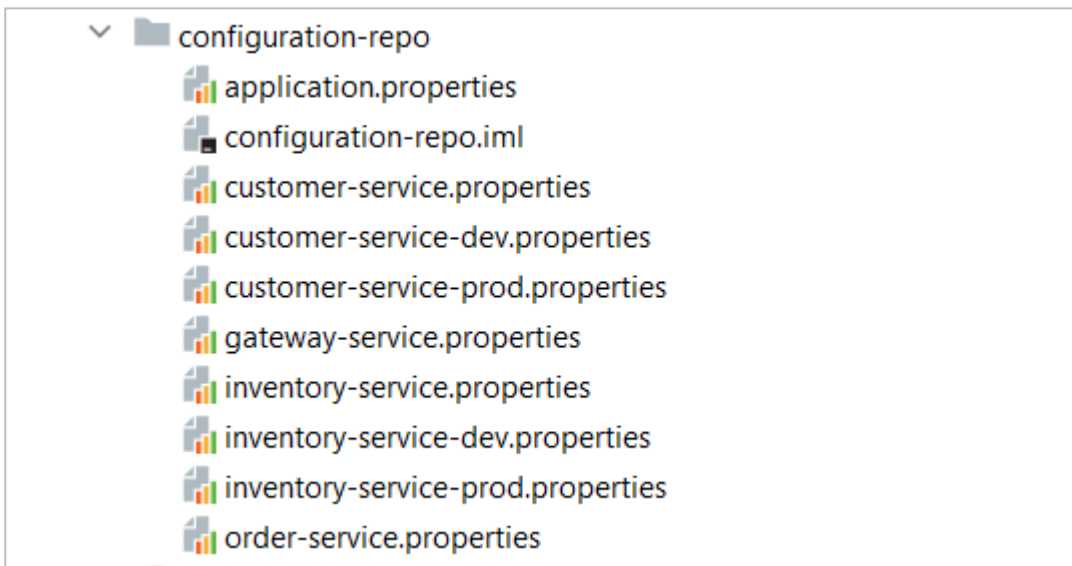 configuration-repo
application.properties
configuration-repo.iml
customer-service.properties
customer-service-dev.properties
customer-service-prod.properties
gateway-service.properties
inventory-service.properties
inventory-service-dev.properties
inventory-service-prod.properties
order-service.properties